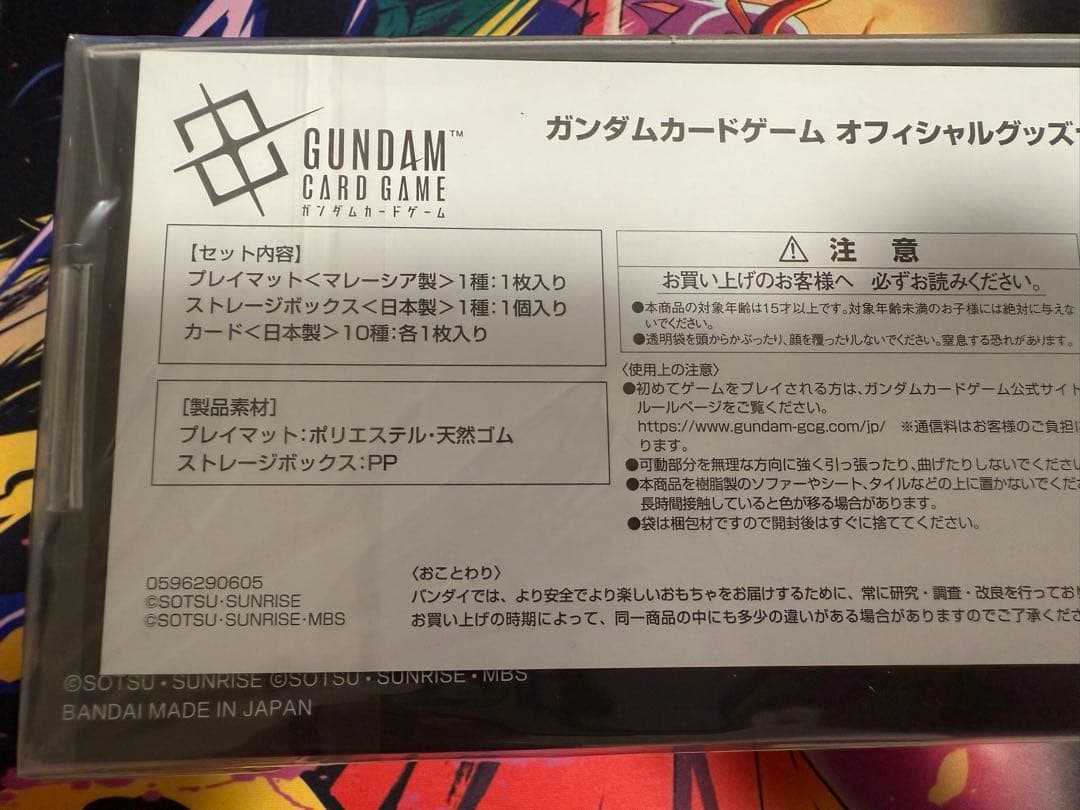 GUNDAM™
CARD GAME
ガンダムカードゲーム
ガンダムカードゲーム オフィシャルグッズ
【セット内容】
プレイマット<マレーシア製>1種:1枚入り
ストレージボックス<日本製>1種:1個入り
カード<日本製>10種:各1枚入り
[製品素材]
プレイマット:ポリエステル・天然ゴム
ストレージボックス:PP
⚠ 注 意
お買い上げのお客様へ 必ずお読みください。
●本商品の対象年齢は15才以上です。対象年齢未満のお子様には絶対に与えな
いでください。
●透明袋を頭からかぶったり、顔を覆ったりしないでください。窒息する恐れがあります。
〈使用上の注意〉
●初めてゲームをプレイされる方は、ガンダムカードゲーム公式サイト
ルールページをご覧ください。
https://www.gundam-gcg.com/jp/ ※通信料はお客様のご負担に
ります。
●可動部分を無理な方向に強く引っ張ったり、曲げたりしないでくださ
●本商品を樹脂製のソファーやシート、タイルなどの上に置かないでくだ
長時間接触していると色が移る場合があります。
●袋は梱包材ですので開封後はすぐに捨ててください。
0596290605
©SOTSU・SUNRISE
©SOTSU・SUNRISE・MBS
〈おことわり〉
バンダイでは、より安全でより楽しいおもちゃをお届けするために、常に研究・調査・改良を行ってお
お買い上げの時期によって、同一商品の中にも多少の違いがある場合がありますのでご了承くだ
©SOTSU・SUNRISE ©SOTSU・SUNRISE・MBS
BANDAI MADE IN JAPAN